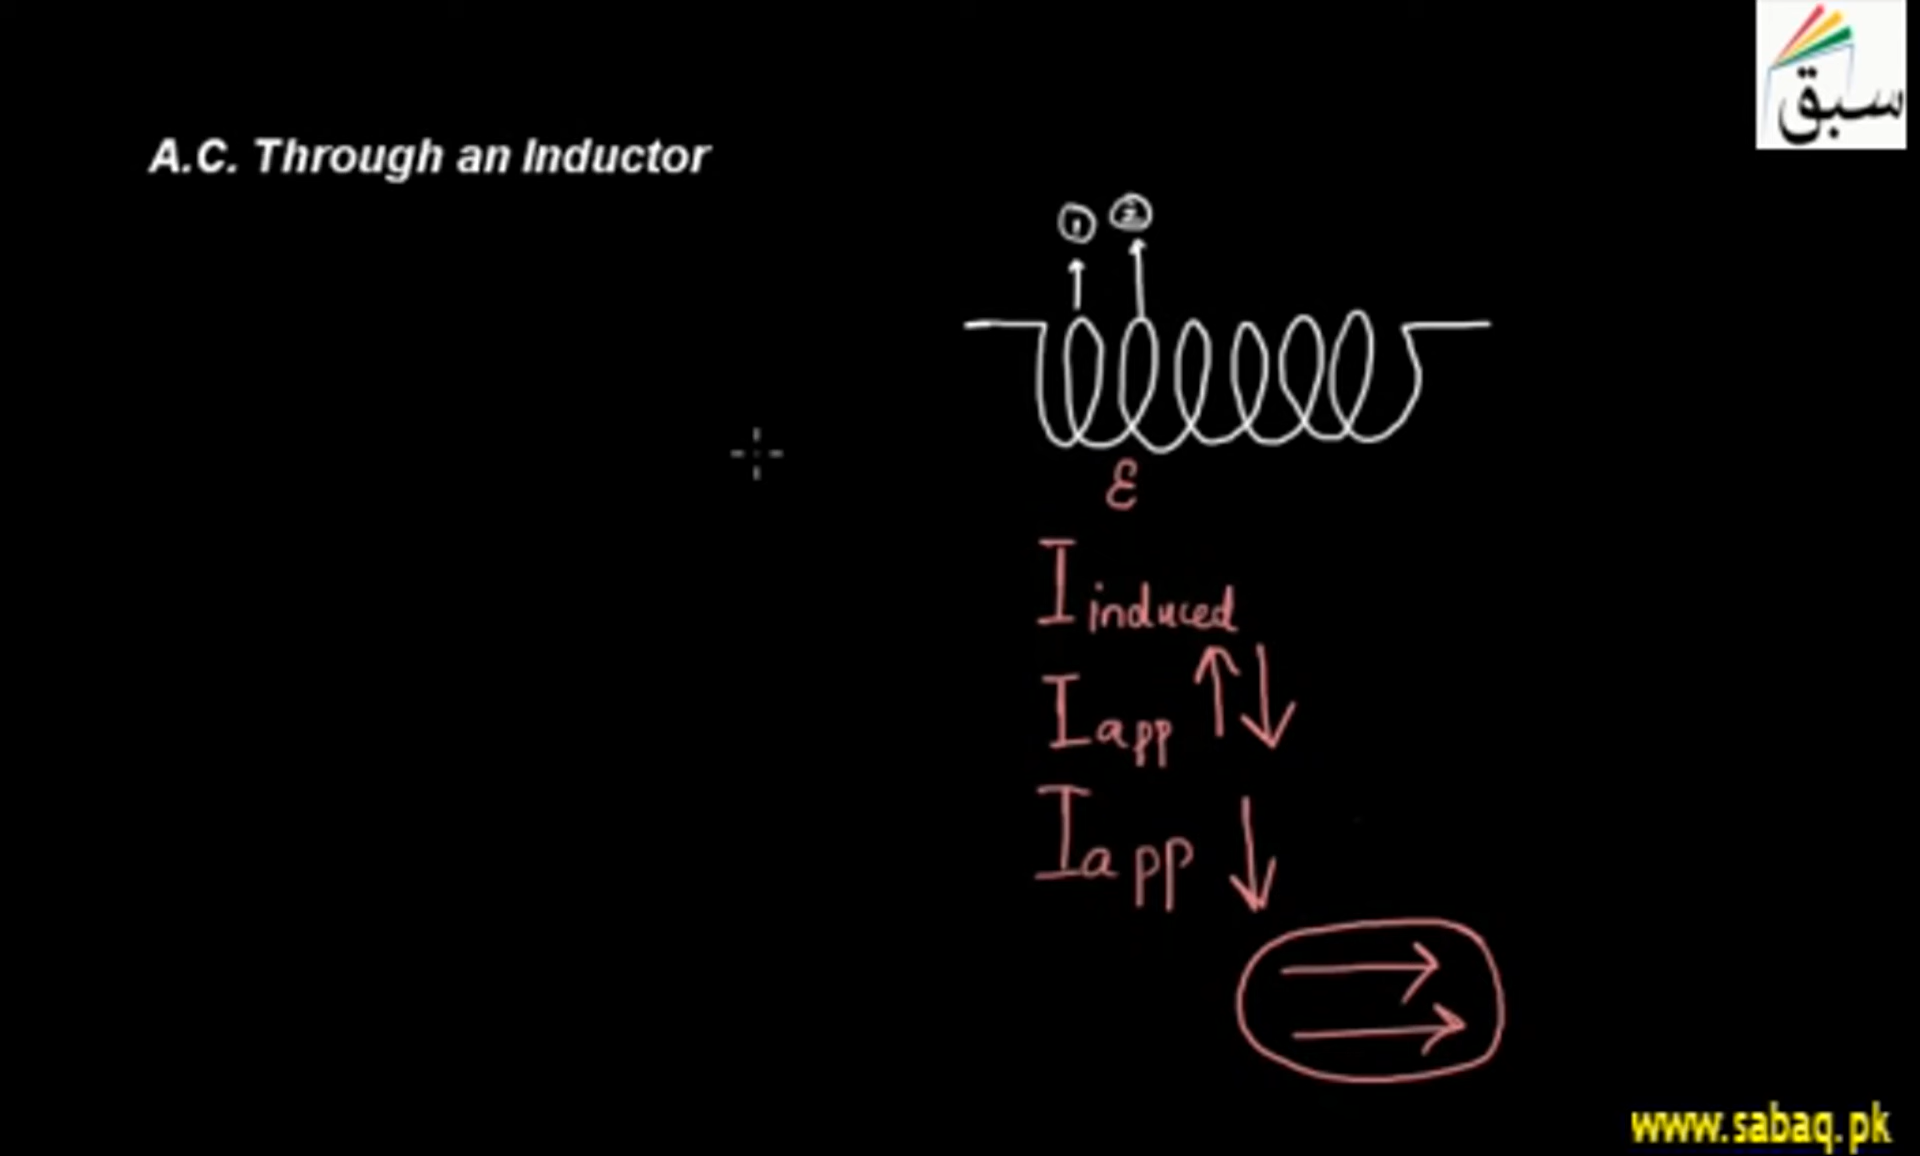 سبق
A.C. Through an Inductor
① ②
ε
I induced
I app ↑↓
I app ↓
www.sabaq.pk